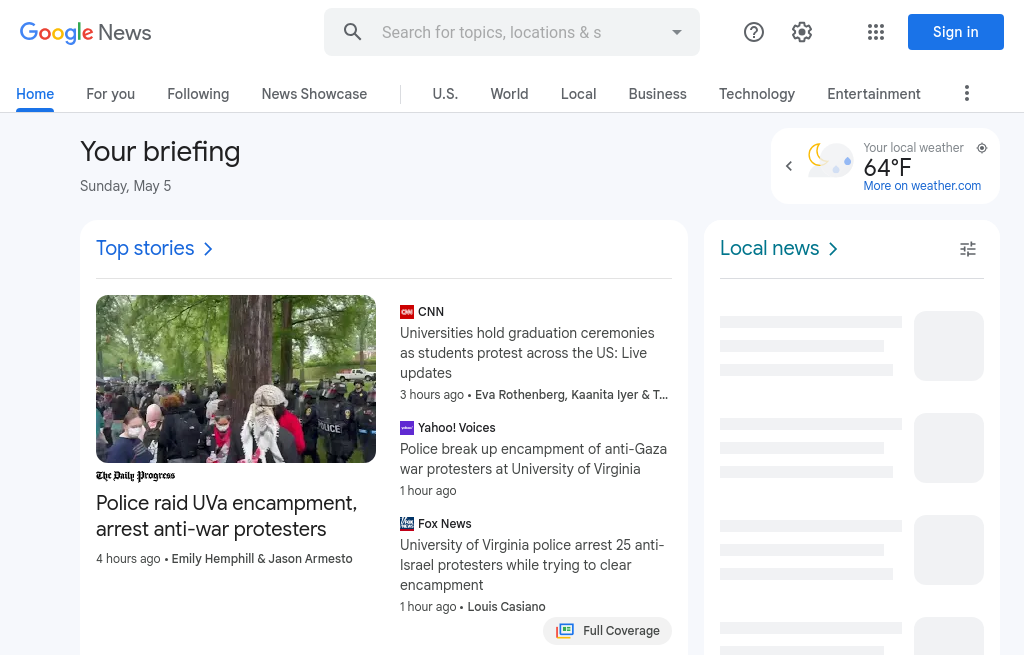 Google News
Search for topics, locations & s
Sign in
Home
For you
Following
News Showcase
U.S.
World
Local
Business
Technology
Entertainment
Your briefing
Sunday, May 5
Your local weather
64°F
More on weather.com
Top stories
Local news
POLICE
The Daily Progress
Police raid UVa encampment,
arrest anti-war protesters
4 hours ago • Emily Hemphill & Jason Armesto
CNN
CNN
Universities hold graduation ceremonies
as students protest across the US: Live
updates
3 hours ago • Eva Rothenberg, Kaanita Iyer & T...
Yahoo! Voices
Police break up encampment of anti-Gaza
war protesters at University of Virginia
1 hour ago
FOX NEWS
Fox News
University of Virginia police arrest 25 anti-
Israel protesters while trying to clear
encampment
1 hour ago • Louis Casiano
Full Coverage